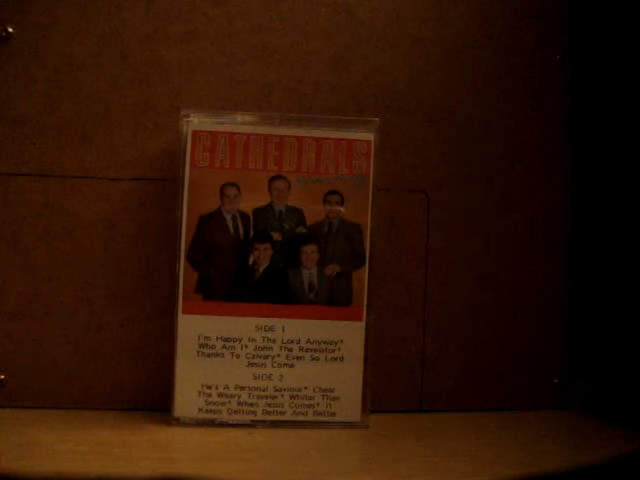 CATHEDRALS
SIDE 1
I'm Happy In The Lord Anyway*
Who Am I* John The Revelator*
Thanks To Calvary* Even So Lord
Jesus Come
SIDE 2
He's A Personal Saviour* Cheer
The Weary Traveler* Whiter Than
Snow* When Jesus Comes* It
Keeps Getting Better And Better